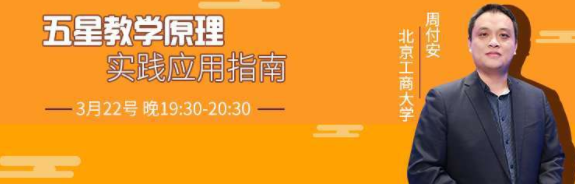 五星教学原理
实践应用指南
3月22号 晚19:30-20:30
周付安
北京工商大学